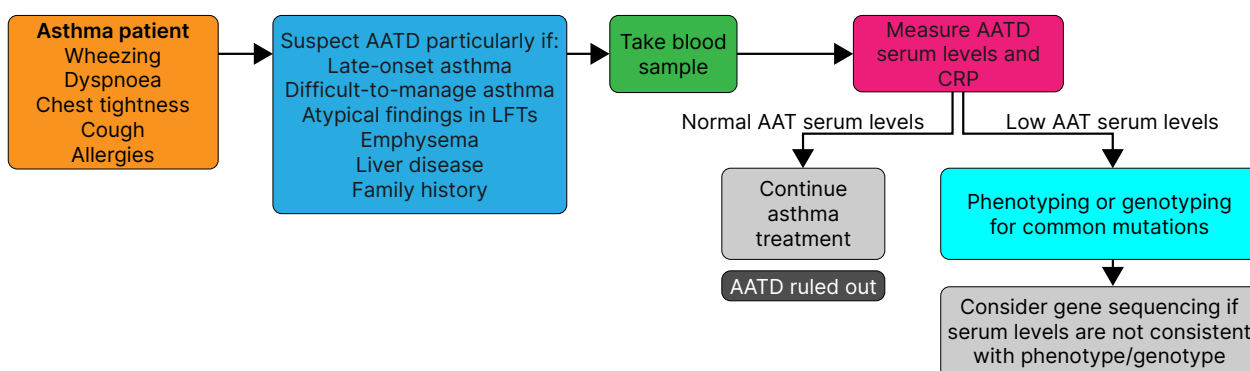 Asthma patient
Wheezing
Dyspnoea
Chest tightness
Cough
Allergies
Suspect AATD particularly if:
Late-onset asthma
Difficult-to-manage asthma
Atypical findings in LFTs
Emphysema
Liver disease
Family history
Take blood
sample
Measure AATD
serum levels and
CRP
Normal AAT serum levels
Low AAT serum levels
Continue
asthma
treatment
AATD ruled out
Phenotyping or genotyping
for common mutations
Consider gene sequencing if
serum levels are not consistent
with phenotype/genotype